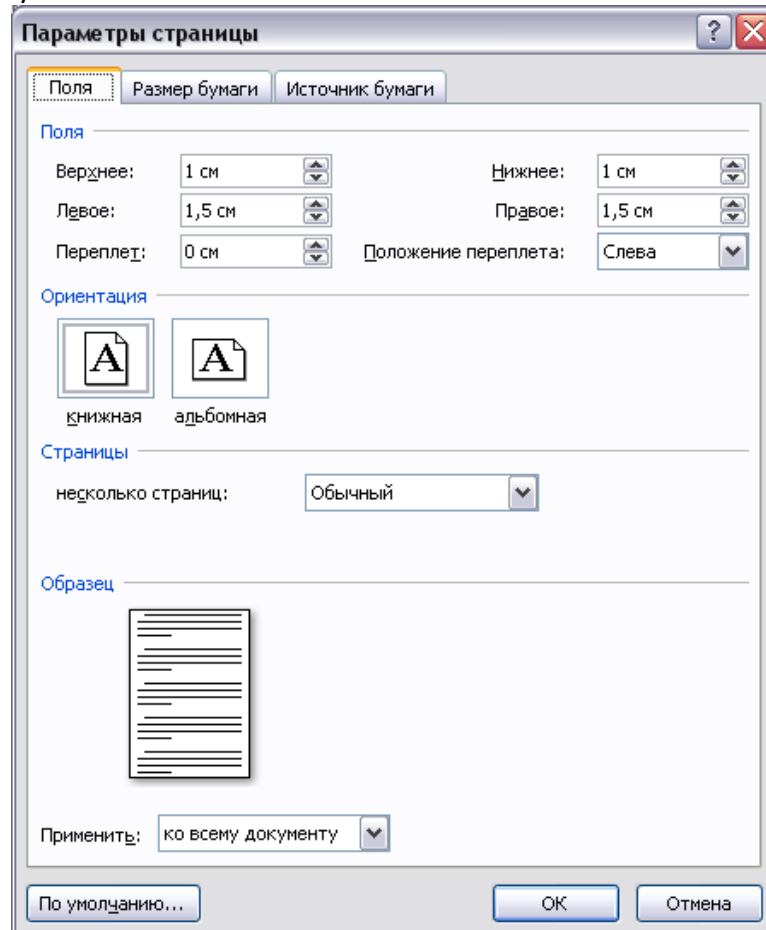 Параметры страницы
Поля Размер бумаги Источник бумаги
Поля
Верхнее: 1 см Нижнее: 1 см
Левое: 1,5 см Правое: 1,5 см
Переплет: 0 см Положение переплета: Слева
Ориентация
A A
книжная альбомная
Страницы
несколько страниц: Обычный
Образец
Применить: ко всему документу
По умолчанию... ОК Отмена